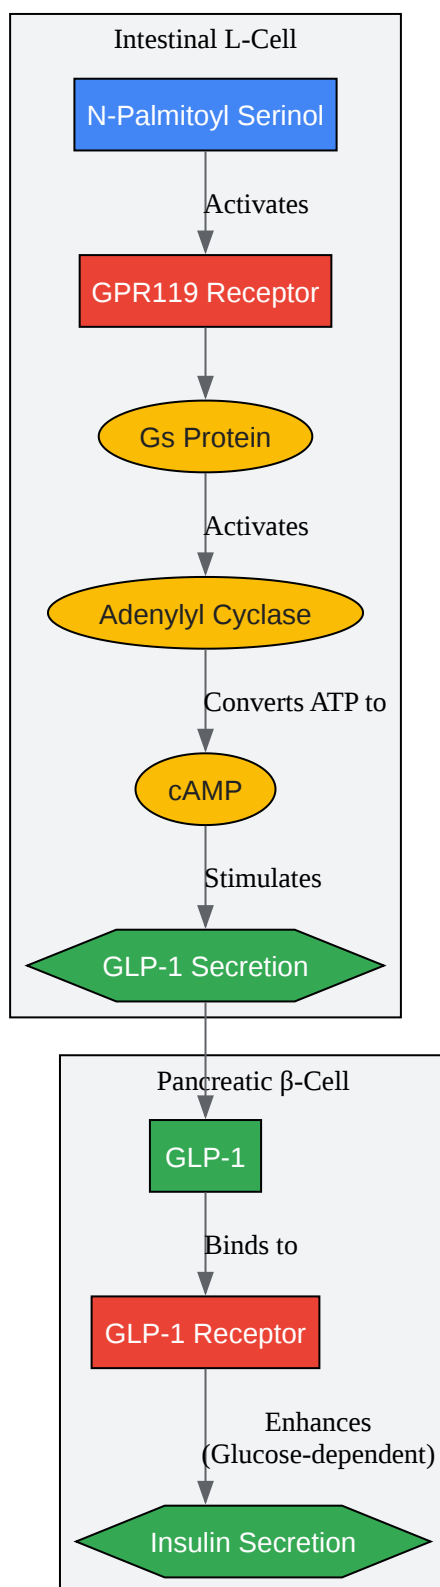 Intestinal L-Cell
N-Palmitoyl Serinol
Activates
GPR119 Receptor
Gs Protein
Activates
Adenylyl Cyclase
Converts ATP to
cAMP
Stimulates
GLP-1 Secretion
Pancreatic β-Cell
GLP-1
Binds to
GLP-1 Receptor
Enhances
(Glucose-dependent)
Insulin Secretion